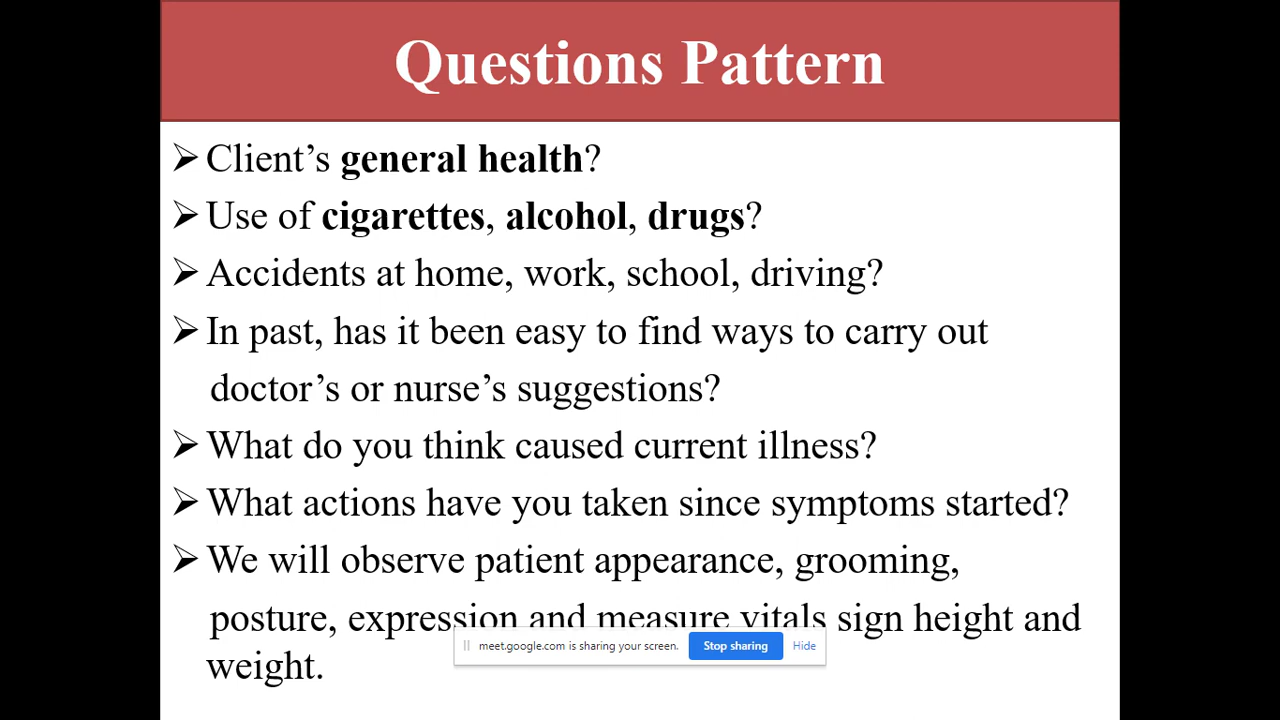 Questions Pattern
➢ Client's general health?
➢ Use of cigarettes, alcohol, drugs?
➢ Accidents at home, work, school, driving?
➢ In past, has it been easy to find ways to carry out
doctor's or nurse's suggestions?
➢ What do you think caused current illness?
➢ What actions have you taken since symptoms started?
➢ We will observe patient appearance, grooming,
posture, expression and measure vitals sign height and
weight.
meet.google.com is sharing your screen. Stop sharing Hide